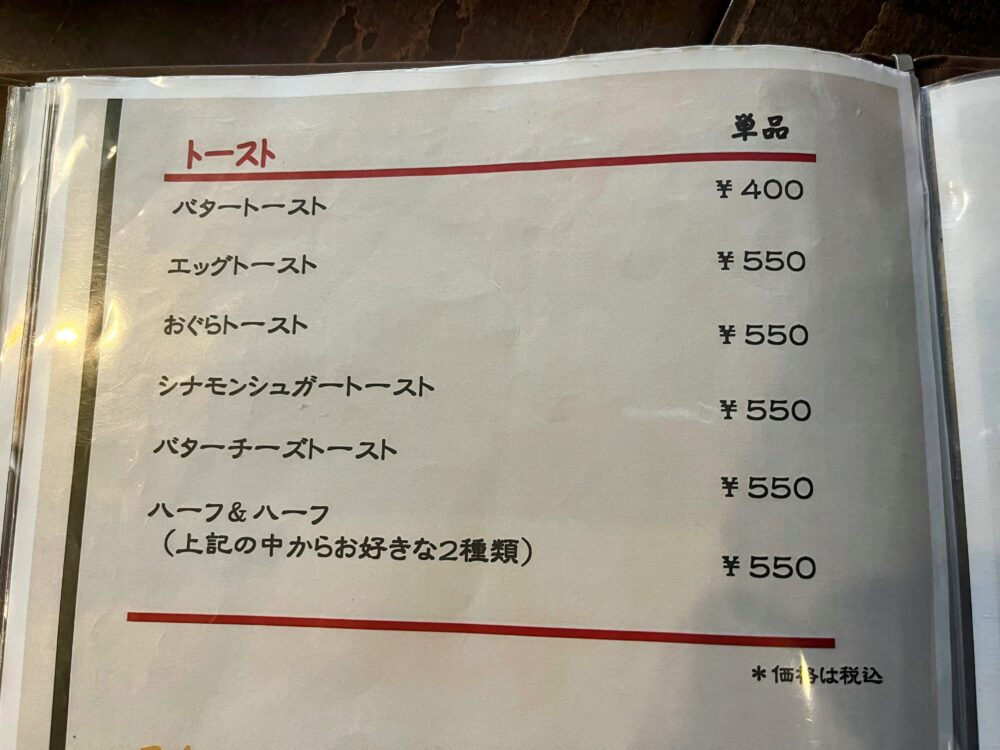 トースト 単品
バタートースト ¥400
エッグトースト ¥550
おぐらトースト ¥550
シナモンシュガートースト ¥550
バターチーズトースト ¥550
ハーフ&ハーフ
(上記の中からお好きな2種類) ¥550
*価格は税込